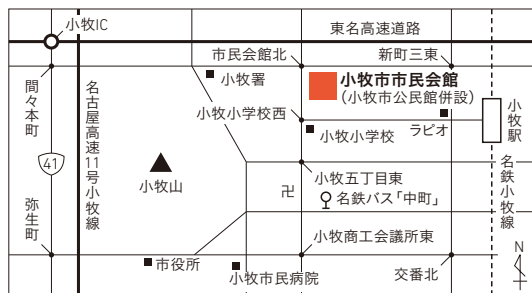 小牧IC
東名高速道路
市民会館北
新町三東
小牧署
小牧市市民会館
(小牧市公民館併設)
間々本町
名古屋高速11号小牧線
小牧小学校西
ラピオ
小牧駅
小牧小学校
41
小牧山
小牧五丁目東
卍
名鉄バス「中町」
名鉄小牧線
弥生町
小牧商工会議所東
市役所
小牧市民病院
交番北
N